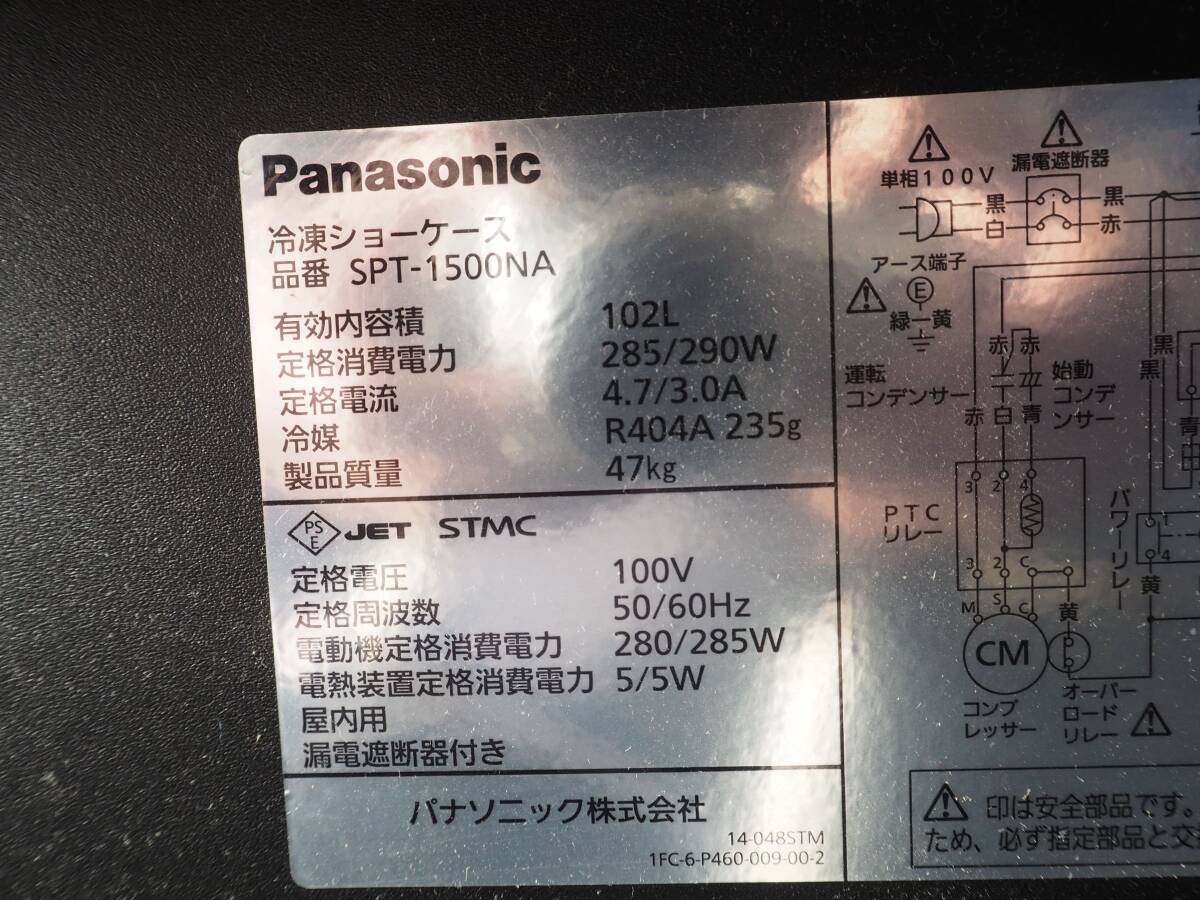 Panasonic
冷凍ショーケース
品番 SPT-1500NA
有効内容積 102L
定格消費電力 285/290W
定格電流 4.7/3.0A
冷媒 R404A 235g
製品質量 47kg
PS
E
JET STMC
定格電圧 100V
定格周波数 50/60Hz
電動機定格消費電力 280/285W
電熱装置定格消費電力 5/5W
屋内用
漏電遮断器付き
パナソニック株式会社
14-048STM
1FC-6-P460-009-00-2
単相100V
漏電遮断器
黒 黒
白 赤
アース端子
E
緑ー黄
赤 赤
黒
黒
運転
コンデンサー
始動
コンデ
ンサー
赤 白 青
青
3 2 4
PTC
リレー
パワーリレー
1
4
3 2 C
黄
M S C
黄
CM
コンプ
レッサー
オーバー
ロード
リレー
印は安全部品です。
ため、必ず指定部品と交